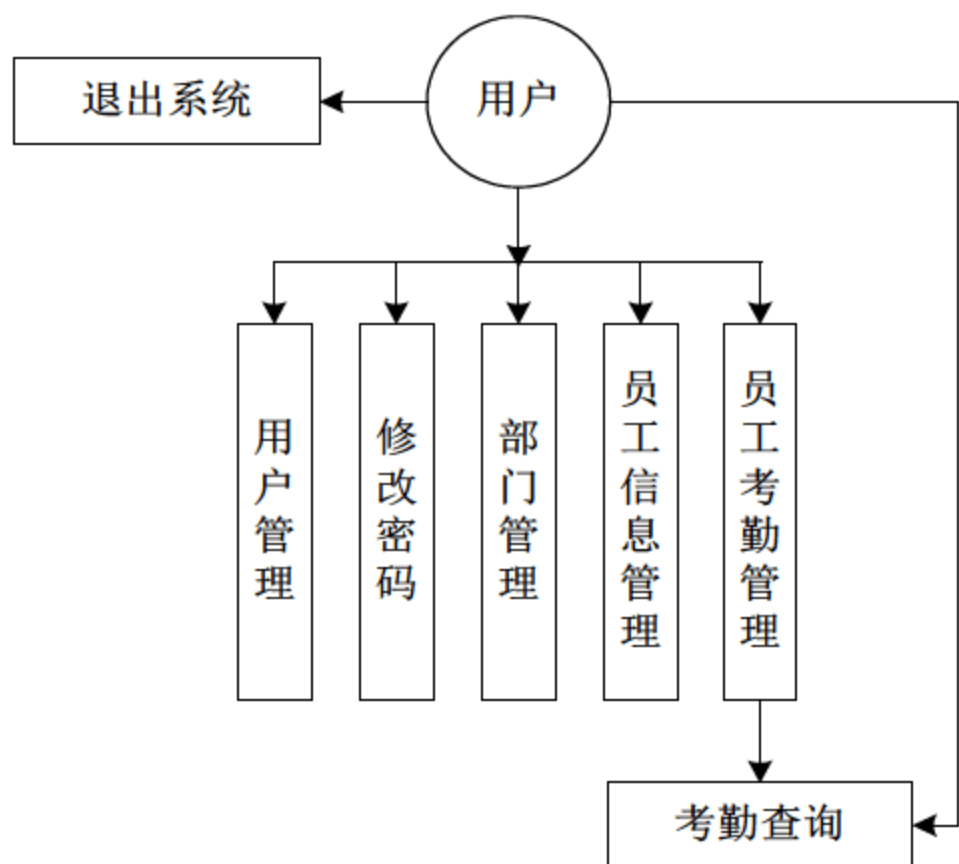 退出系统
用户
用户管理
修改密码
部门管理
员工信息管理
员工考勤管理
考勤查询